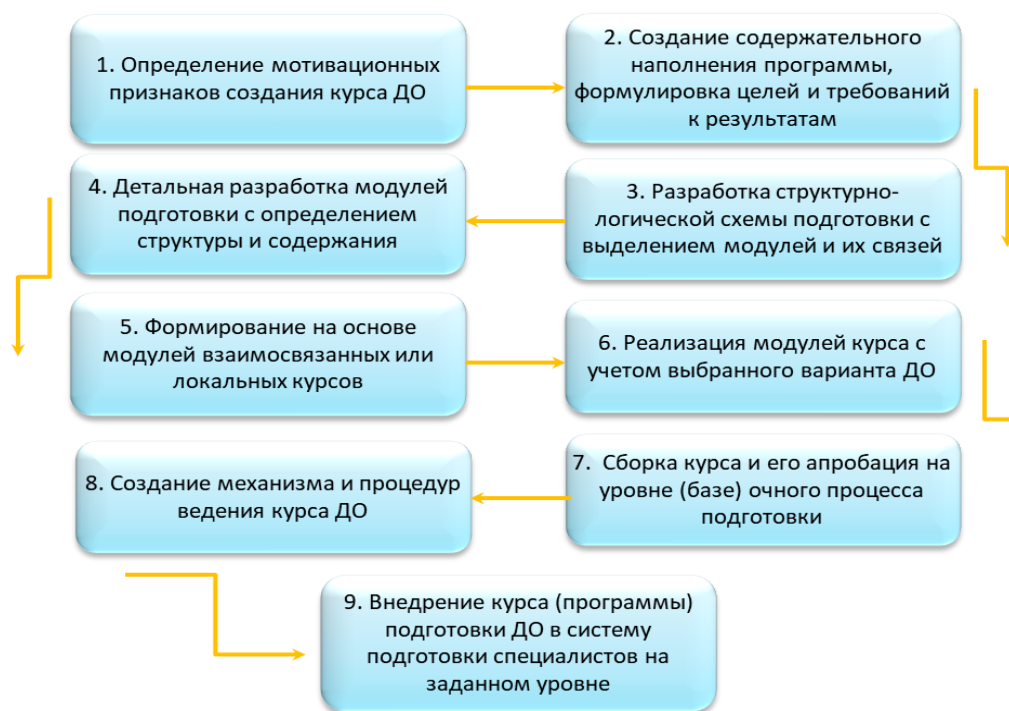 1. Определение мотивационных
признаков создания курса ДО
2. Создание содержательного
наполнения программы,
формулировка целей и требований
к результатам
4. Детальная разработка модулей
подготовки с определением
структуры и содержания
3. Разработка структурно-
логической схемы подготовки с
выделением модулей и их связей
5. Формирование на основе
модулей взаимосвязанных или
локальных курсов
6. Реализация модулей курса с
учетом выбранного варианта ДО
8. Создание механизма и процедур
ведения курса ДО
7. Сборка курса и его апробация на
уровне (базе) очного процесса
подготовки
9. Внедрение курса (программы)
подготовки ДО в систему
подготовки специалистов на
заданном уровне